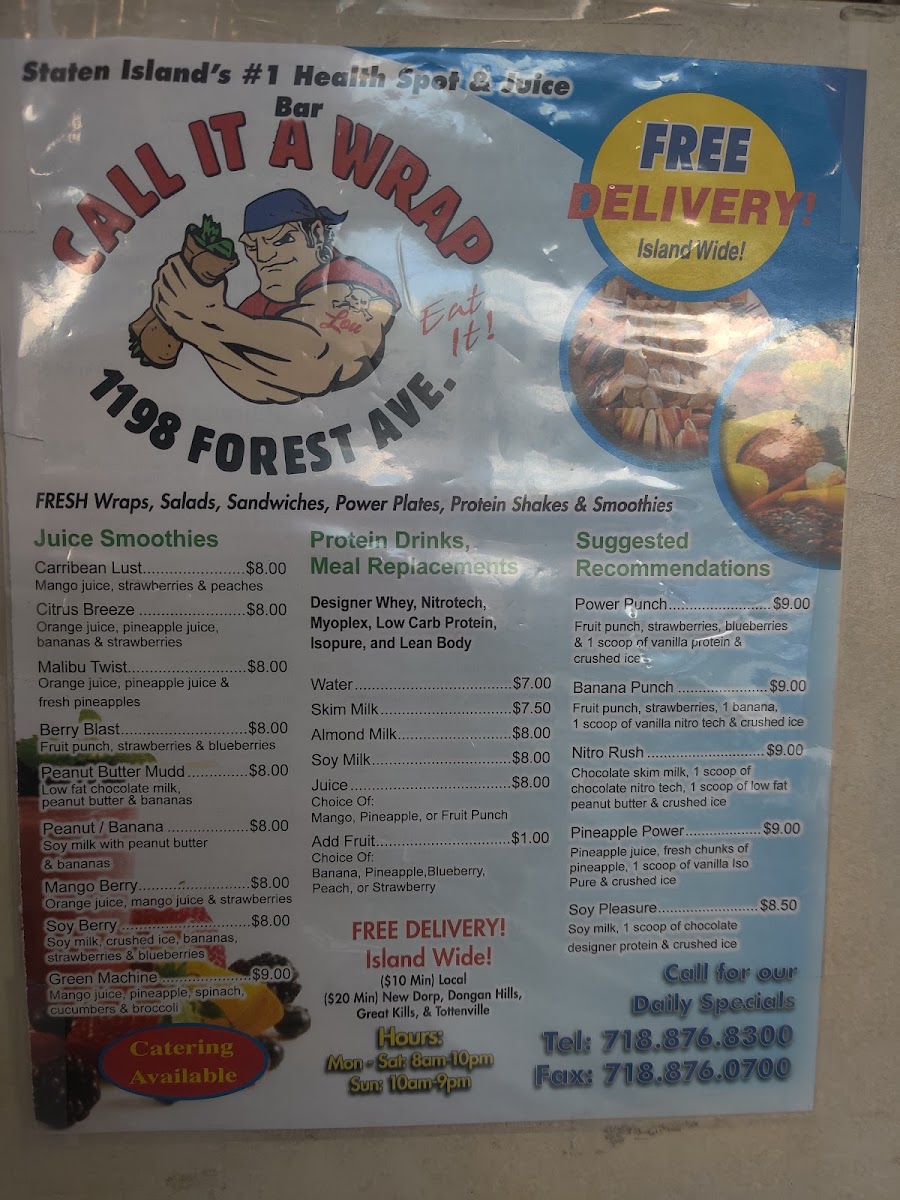 Staten Island's #1 Health Spot & Juice
Bar
CALL IT A WRAP
Lou
Eat
It!
1198 FOREST AVE.
FREE
DELIVERY!
Island Wide!
FRESH Wraps, Salads, Sandwiches, Power Plates, Protein Shakes & Smoothies
Juice Smoothies
Carribean Lust.....................$8.00
Mango juice, strawberries & peaches
Citrus Breeze ......................$8.00
Orange juice, pineapple juice,
bananas & strawberries
Malibu Twist........................$8.00
Orange juice, pineapple juice &
fresh pineapples
Berry Blast..........................$8.00
Fruit punch, strawberries & blueberries
Peanut Butter Mudd ............$8.00
Low fat chocolate milk,
peanut butter & bananas
Peanut / Banana ................$8.00
Soy milk with peanut butter
& bananas
Mango Berry.......................$8.00
Orange juice, mango juice & strawberries
Soy Berry ..........................$8.00
Soy milk, crushed ice, bananas,
strawberries & blueberries
Green Machine ..................$9.00
Mango juice, pineapple, spinach,
cucumbers & broccoli
Catering
Available
Protein Drinks,
Meal Replacements
Designer Whey, Nitrotech,
Myoplex, Low Carb Protein,
Isopure, and Lean Body
Water ................................$7.00
Skim Milk...........................$7.50
Almond Milk.......................$8.00
Soy Milk............................$8.00
Juice .................................$8.00
Choice Of:
Mango, Pineapple, or Fruit Punch
Add Fruit...........................$1.00
Choice Of:
Banana, Pineapple,Blueberry,
Peach, or Strawberry
FREE DELIVERY!
Island Wide!
($10 Min) Local
($20 Min) New Dorp, Dongan Hills,
Great Kills, & Tottenville
Hours:
Mon - Sat: 8am-10pm
Sun: 10am-9pm
Suggested
Recommendations
Power Punch.....................$9.00
Fruit punch, strawberries, blueberries
& 1 scoop of vanilla protein &
crushed ice
Banana Punch ..................$9.00
Fruit punch, strawberries, 1 banana,
1 scoop of vanilla nitro tech & crushed ice
Nitro Rush ........................$9.00
Chocolate skim milk, 1 scoop of
chocolate nitro tech, 1 scoop of low fat
peanut butter & crushed ice
Pineapple Power...............$9.00
Pineapple juice, fresh chunks of
pineapple, 1 scoop of vanilla Iso
Pure & crushed ice
Soy Pleasure....................$8.50
Soy milk, 1 scoop of chocolate
designer protein & crushed ice
Call for our
Daily Specials
Tel: 718.876.8300
Fax: 718.876.0700